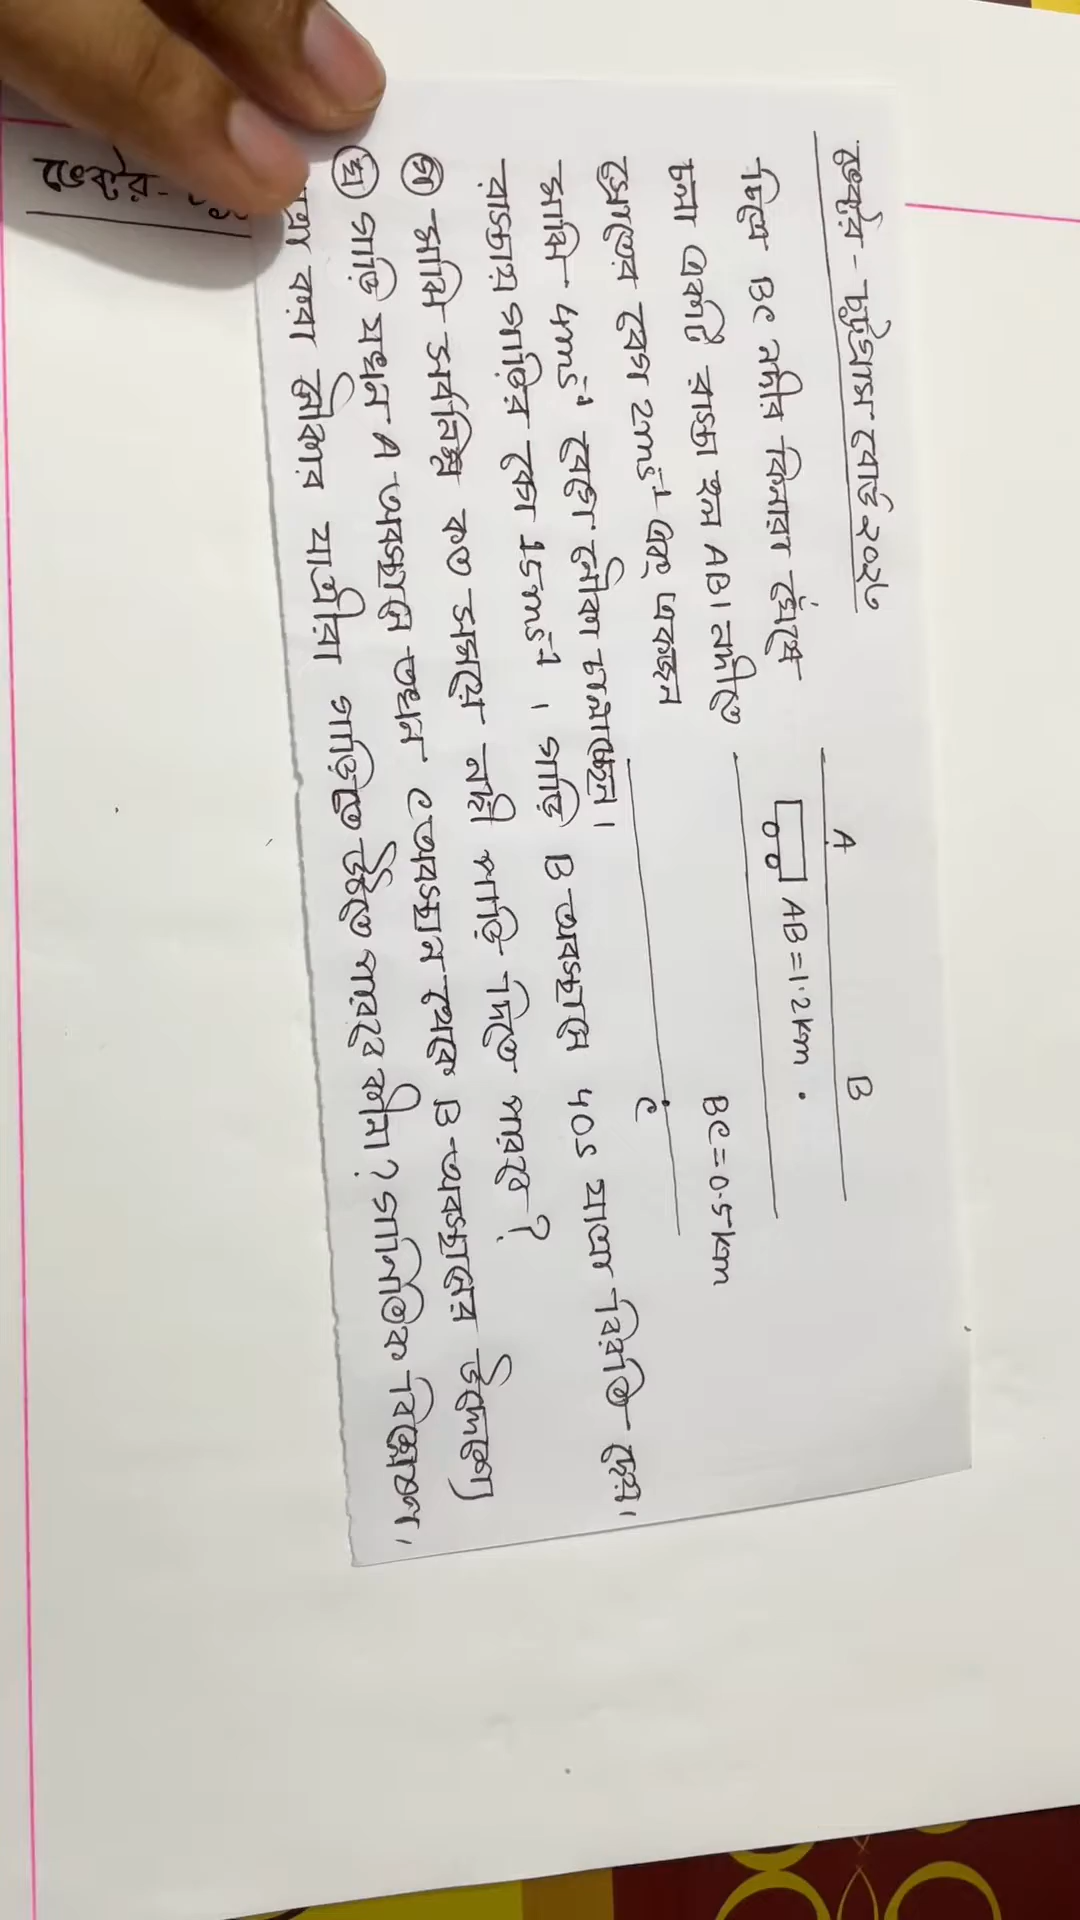 ভেক্টর - চট্টগ্রাম বোর্ড ২০২৩
চিত্রে BC নদীর কিনারা ঘেঁষে
চলা একটি রাস্তা হল AB। নদীতে
স্রোতের বেগ 2ms⁻¹ এবং একজন
মাঝি 4ms⁻¹ বেগে নৌকা চালাচ্ছেন।
রাস্তায় গাড়ির বেগ 15ms⁻¹ । গাড়ি B অবস্থানে 40s যাত্রা বিরতি দেয়।
A
B
AB = 1.2km .
BC = 0.5km
C
গ মাঝি সর্বনিম্ন কত সময়ে নদী পাড়ি দিতে পারবে ?
ঘ গাড়ি যখন A অবস্থানে তখন C অবস্থান থেকে B অবস্থানের উদ্দেশ্যে
করা নৌকার যাত্রীরা গাড়িতে উঠতে পারবে কীনা? গাণিতিক বিশ্লেষণ।
ভেক্টর -